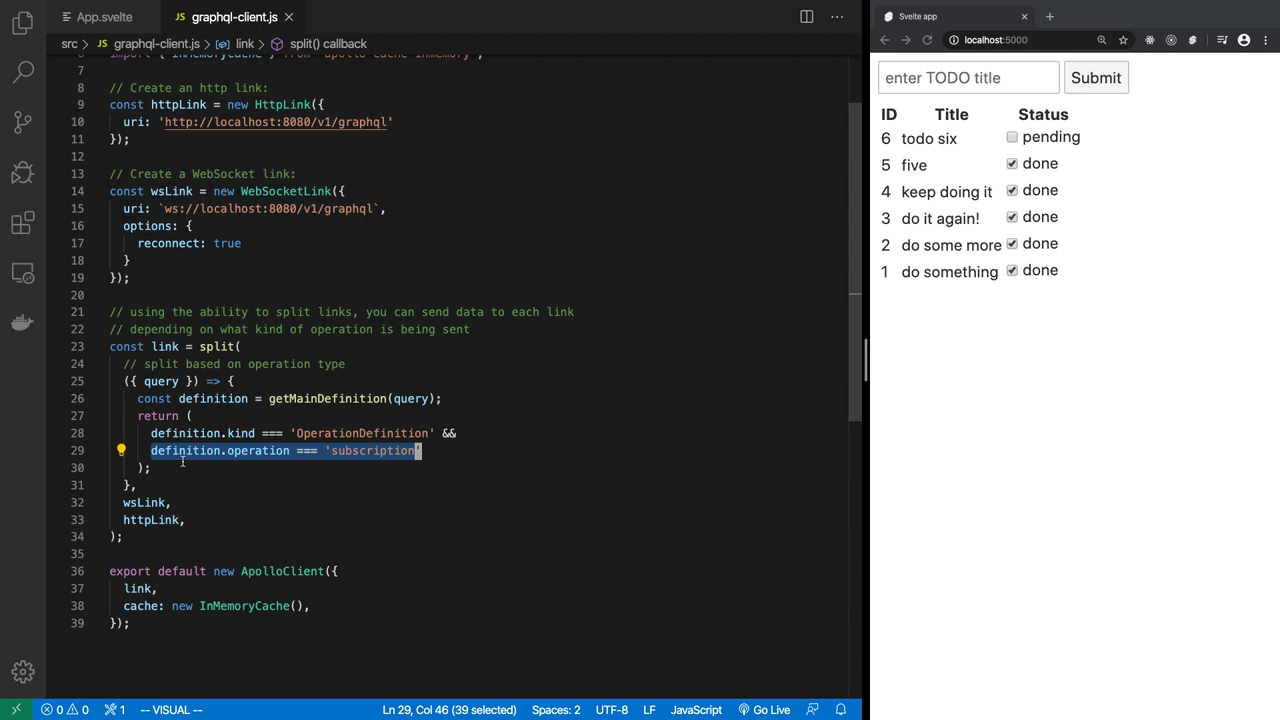 App.svelte
JS graphql-client.js
src > JS graphql-client.js > link > split() callback
6 import { InMemoryCache } from 'apollo-cache-inmemory';
7
8 // Create an http link:
9 const httpLink = new HttpLink({
10 uri: 'http://localhost:8080/v1/graphql'
11 });
12
13 // Create a WebSocket link:
14 const wsLink = new WebSocketLink({
15 uri: `ws://localhost:8080/v1/graphql`,
16 options: {
17 reconnect: true
18 }
19 });
20
21 // using the ability to split links, you can send data to each link
22 // depending on what kind of operation is being sent
23 const link = split(
24 // split based on operation type
25 ({ query }) => {
26 const definition = getMainDefinition(query);
27 return (
28 definition.kind === 'OperationDefinition' &&
29 definition.operation === 'subscription'
30 );
31 },
32 wsLink,
33 httpLink,
34 );
35
36 export default new ApolloClient({
37 link,
38 cache: new InMemoryCache(),
39 });
0 0 1 -- VISUAL -- Ln 29, Col 46 (39 selected) Spaces: 2 UTF-8 LF JavaScript Go Live
Svelte app
localhost:5000
enter TODO title Submit
ID Title Status
6 todo six pending
5 five done
4 keep doing it done
3 do it again! done
2 do some more done
1 do something done